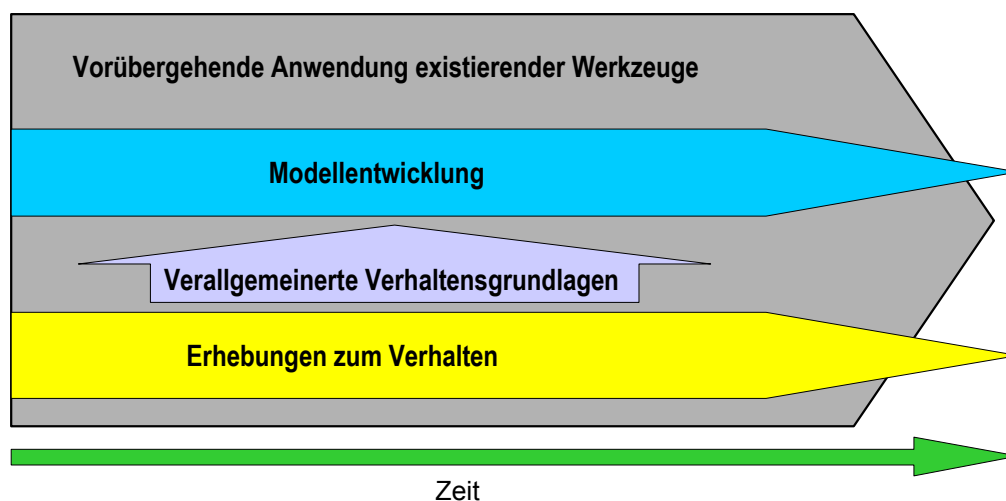 Vorübergehende Anwendung existierender Werkzeuge
Modellentwicklung
Verallgemeinerte Verhaltensgrundlagen
Erhebungen zum Verhalten
Zeit